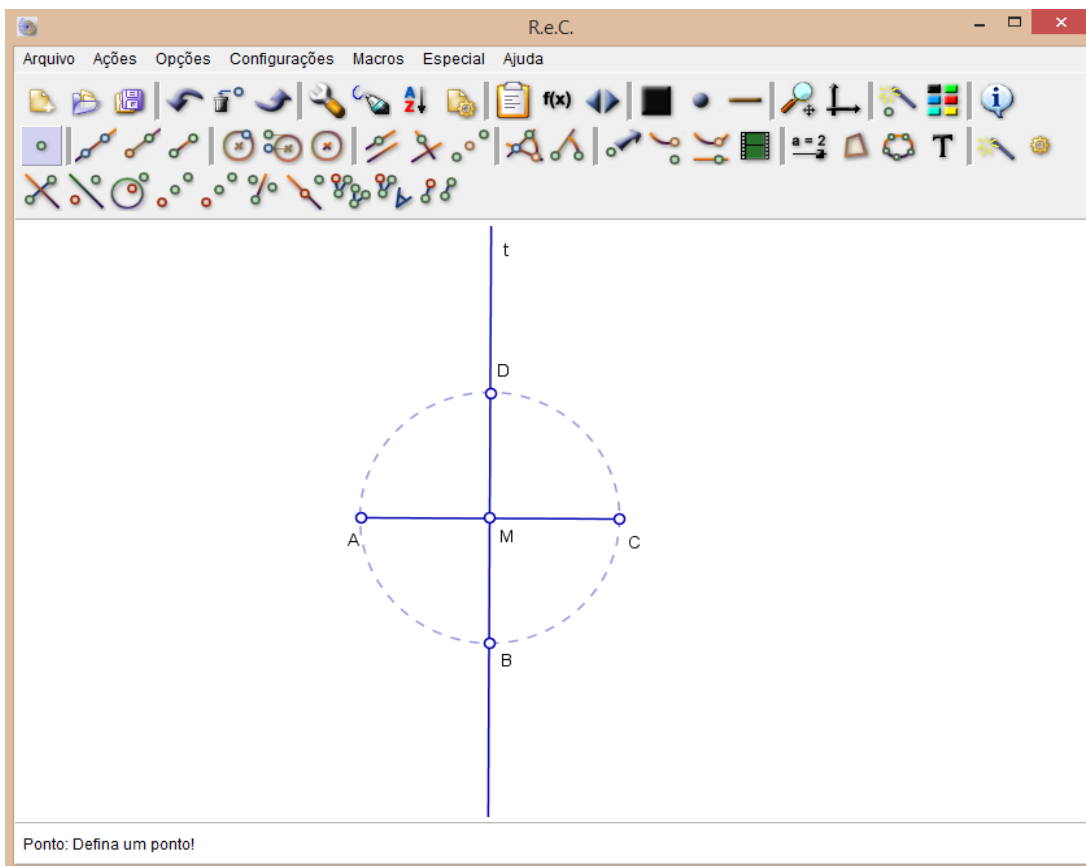 R.e.C.
Arquivo Ações Opções Configurações Macros Especial Ajuda
A
Z
f(x)
a = 2
T
t
D
A
M
C
B
Ponto: Defina um ponto!